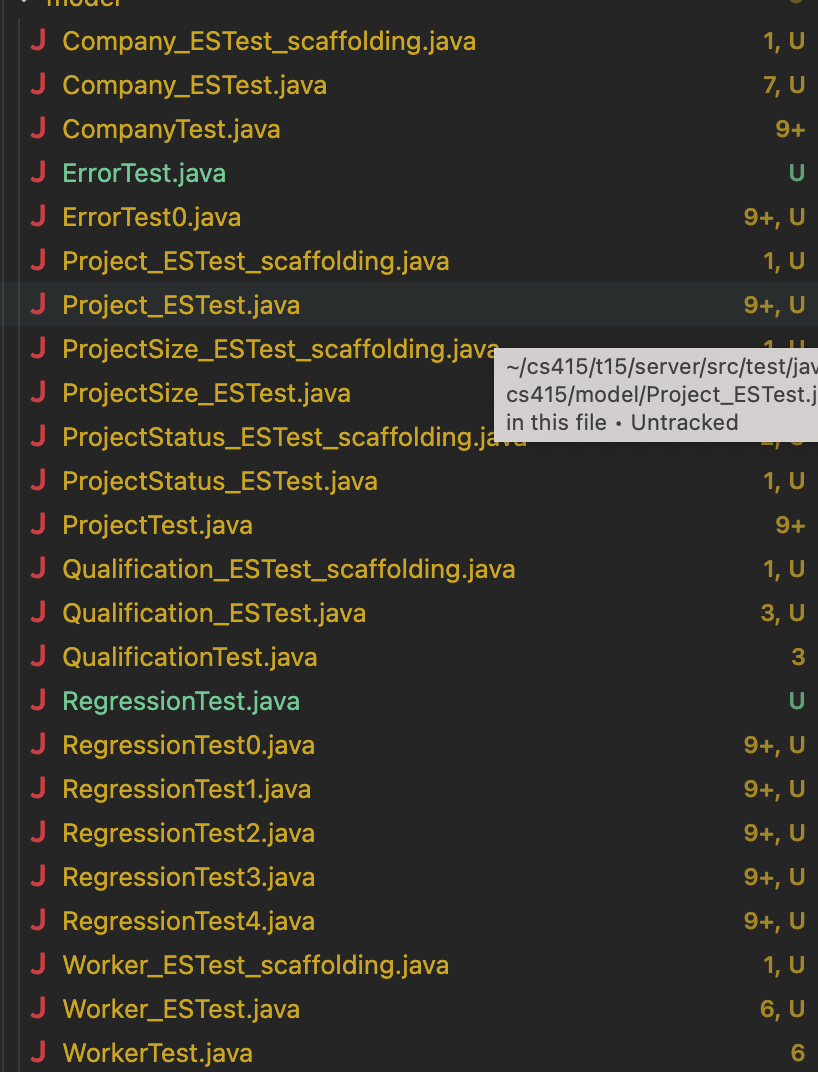 model
Company_ESTest_scaffolding.java 1, U
Company_ESTest.java 7, U
CompanyTest.java 9+
ErrorTest.java U
ErrorTest0.java 9+, U
Project_ESTest_scaffolding.java 1, U
Project_ESTest.java 9+, U
ProjectSize_ESTest_scaffolding.java 1, U
~/cs415/t15/server/src/test/jav
ProjectSize_ESTest.java
cs415/model/Project_ESTest.j
in this file • Untracked
ProjectStatus_ESTest_scaffolding.java
ProjectStatus_ESTest.java 1, U
ProjectTest.java 9+
Qualification_ESTest_scaffolding.java 1, U
Qualification_ESTest.java 3, U
QualificationTest.java 3
RegressionTest.java U
RegressionTest0.java 9+, U
RegressionTest1.java 9+, U
RegressionTest2.java 9+, U
RegressionTest3.java 9+, U
RegressionTest4.java 9+, U
Worker_ESTest_scaffolding.java 1, U
Worker_ESTest.java 6, U
WorkerTest.java 6